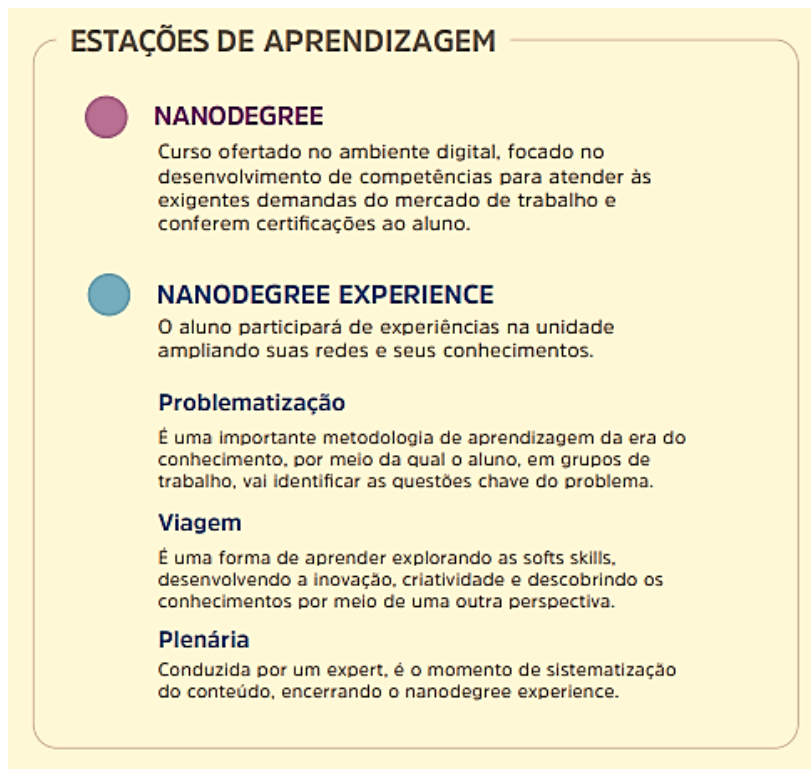 ESTAÇÕES DE APRENDIZAGEM
NANODEGREE
Curso ofertado no ambiente digital, focado no
desenvolvimento de competências para atender às
exigentes demandas do mercado de trabalho e
conferem certificações ao aluno.
NANODEGREE EXPERIENCE
O aluno participará de experiências na unidade
ampliando suas redes e seus conhecimentos.
Problematização
É uma importante metodologia de aprendizagem da era do
conhecimento, por meio da qual o aluno, em grupos de
trabalho, vai identificar as questões chave do problema.
Viagem
É uma forma de aprender explorando as softs skills,
desenvolvendo a inovação, criatividade e descobrindo os
conhecimentos por meio de uma outra perspectiva.
Plenária
Conduzida por um expert, é o momento de sistematização
do conteúdo, encerrando o nanodegree experience.